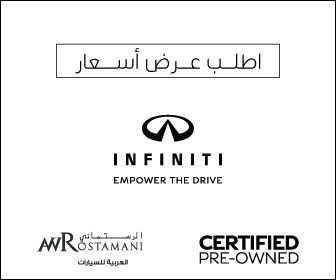 اطلب عرض أسعار
INFINITI
EMPOWER THE DRIVE
الرستماني
AWROSTAMANI
العربية للسيارات
CERTIFIED
PRE-OWNED